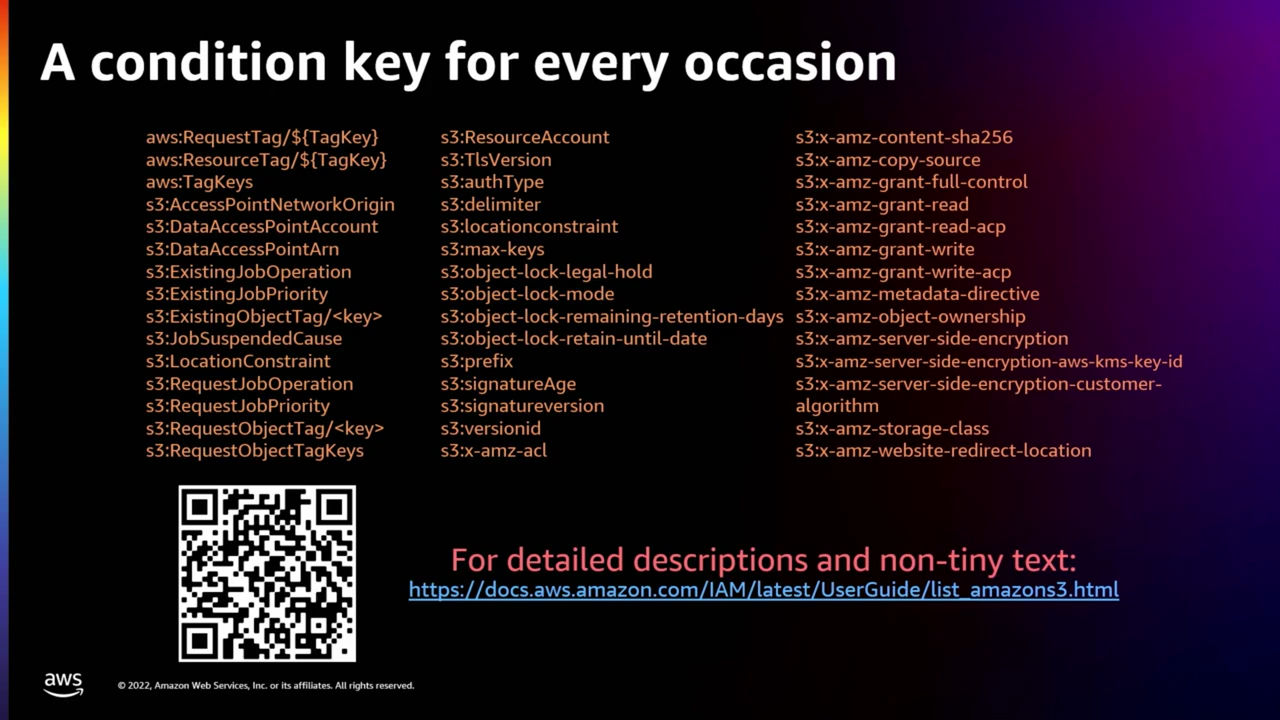 A condition key for every occasion
aws:RequestTag/${TagKey}
aws:ResourceTag/${TagKey}
aws:TagKeys
s3:AccessPointNetworkOrigin
s3:DataAccessPointAccount
s3:DataAccessPointArn
s3:ExistingJobOperation
s3:ExistingJobPriority
s3:ExistingObjectTag/<key>
s3:JobSuspendedCause
s3:LocationConstraint
s3:RequestJobOperation
s3:RequestJobPriority
s3:RequestObjectTag/<key>
s3:RequestObjectTagKeys
s3:ResourceAccount
s3:TlsVersion
s3:authType
s3:delimiter
s3:locationconstraint
s3:max-keys
s3:object-lock-legal-hold
s3:object-lock-mode
s3:object-lock-remaining-retention-days
s3:object-lock-retain-until-date
s3:prefix
s3:signatureAge
s3:signatureversion
s3:versionid
s3:x-amz-acl
s3:x-amz-content-sha256
s3:x-amz-copy-source
s3:x-amz-grant-full-control
s3:x-amz-grant-read
s3:x-amz-grant-read-acp
s3:x-amz-grant-write
s3:x-amz-grant-write-acp
s3:x-amz-metadata-directive
s3:x-amz-object-ownership
s3:x-amz-server-side-encryption
s3:x-amz-server-side-encryption-aws-kms-key-id
s3:x-amz-server-side-encryption-customer-
algorithm
s3:x-amz-storage-class
s3:x-amz-website-redirect-location
For detailed descriptions and non-tiny text:
https://docs.aws.amazon.com/IAM/latest/UserGuide/list_amazons3.html
aws
© 2022, Amazon Web Services, Inc. or its affiliates. All rights reserved.